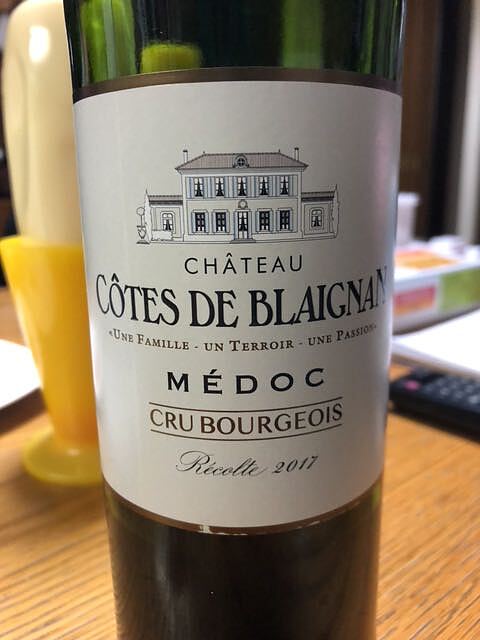 CHÂTEAU
CÔTES DE BLAIGNAN
«UNE FAMILLE - UN TERROIR - UNE PASSION»
MÉDOC
CRU BOURGEOIS
Récolte 2017